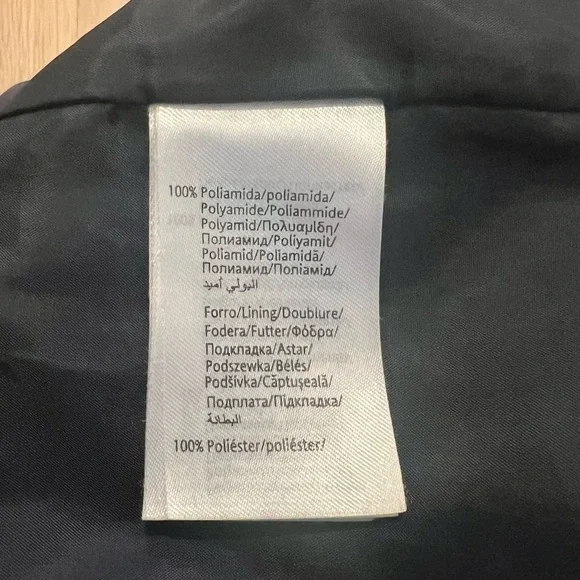 100% Poliamida/poliamida/
Polyamide/Poliammide/
Polyamid/Πολυαμίδη/
Полиамид/Poliyamit/
Poliamid/Poliamidă/
Полиамид/Поліамід/
البولي أميد
Forro/Lining/Doublure/
Fodera/Futter/Φόδρα/
Подкладка/Astar/
Podszewka/Bélés/
Podšívka/Căptuşeală/
Подплата/Підкладка/
البطانة
100% Poliéster/poliéster/